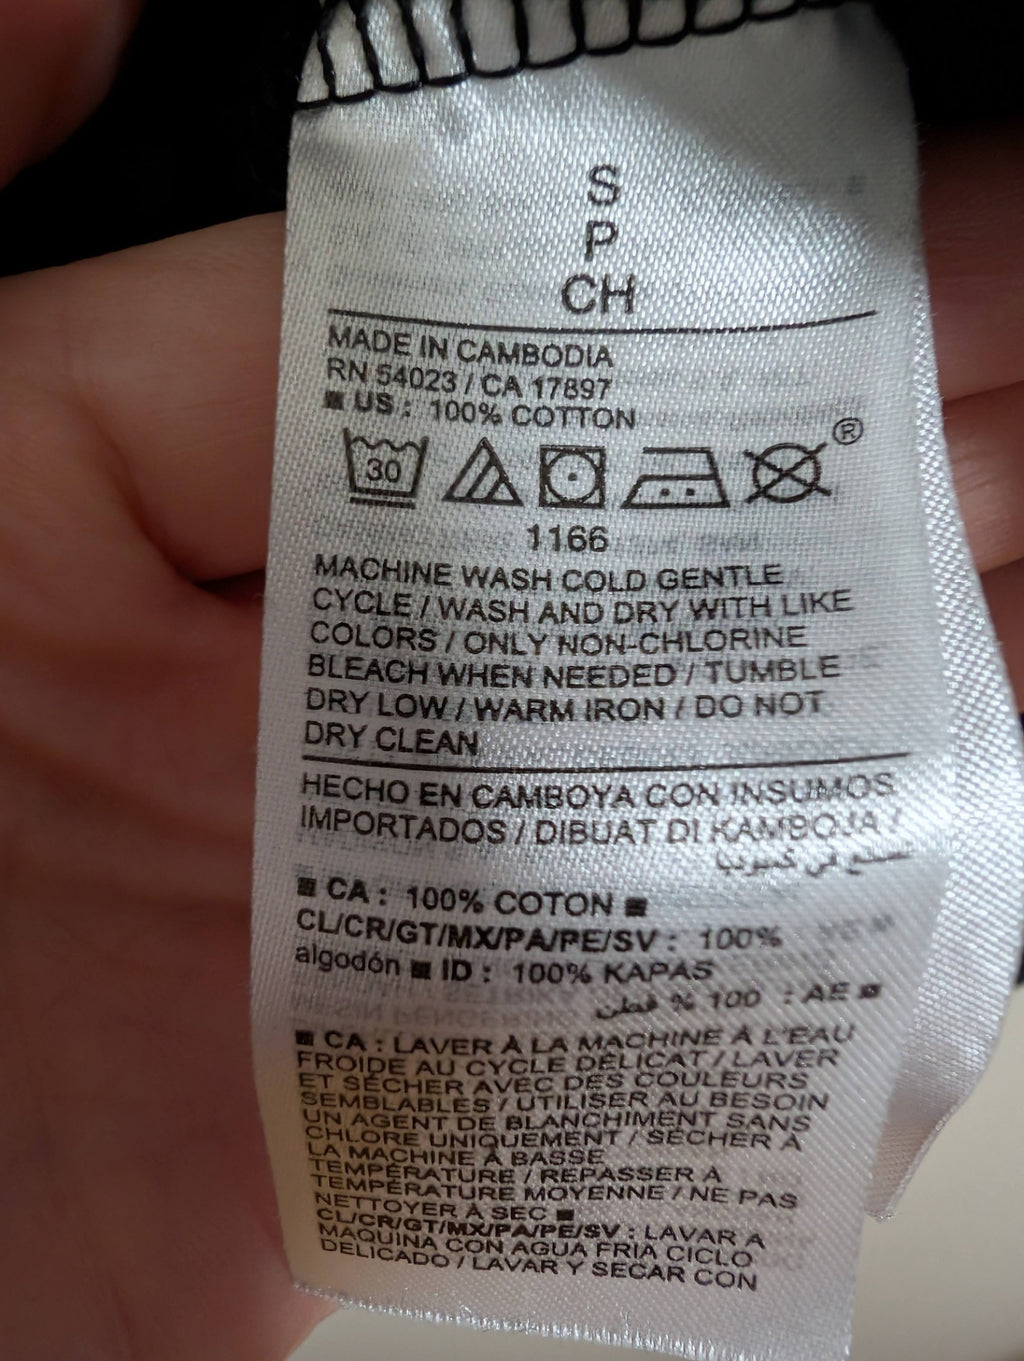 S
P
CH
MADE IN CAMBODIA
RN 54023 / CA 17897
■ US : 100% COTTON
30
®
1166
MACHINE WASH COLD GENTLE
CYCLE / WASH AND DRY WITH LIKE
COLORS / ONLY NON-CHLORINE
BLEACH WHEN NEEDED / TUMBLE
DRY LOW / WARM IRON / DO NOT
DRY CLEAN
HECHO EN CAMBOYA CON INSUMOS
IMPORTADOS / DIBUAT DI KAMBOJA /
صنع في كمبوديا
■ CA : 100% COTON ■
CL/CR/GT/MX/PA/PE/SV : 100%
algodón ■ ID : 100% KAPAS
■ AE : 100 % قطن
■ CA : LAVER À LA MACHINE À L'EAU
FROIDE AU CYCLE DÉLICAT / LAVER
ET SÉCHER AVEC DES COULEURS
SEMBLABLES / UTILISER AU BESOIN
UN AGENT DE BLANCHIMENT SANS
CHLORE UNIQUEMENT / SÉCHER À
LA MACHINE À BASSE
TEMPÉRATURE / REPASSER À
TEMPÉRATURE MOYENNE / NE PAS
NETTOYER À SEC ■
CL/CR/GT/MX/PA/PE/SV : LAVAR A
MAQUINA CON AGUA FRIA CICLO
DELICADO / LAVAR Y SECAR CON